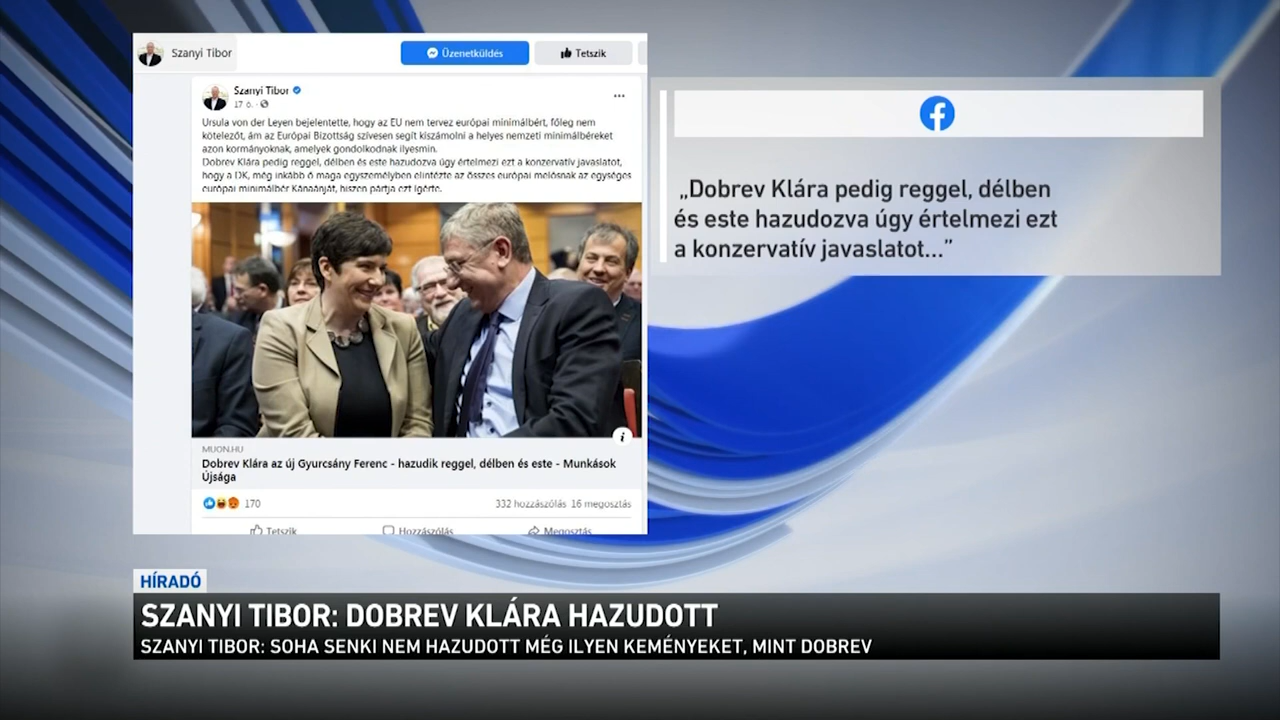 Szanyi Tibor
Üzenetküldés
Tetszik
Szanyi Tibor
17 ó.
Ursula von der Leyen bejelentette, hogy az EU nem tervez európai minimálbért, főleg nem
kötelezőt, ám az Európai Bizottság szívesen segít kiszámolni a helyes nemzeti minimálbéreket
azon kormányoknak, amelyek gondolkodnak ilyesmin.
Dobrev Klára pedig reggel, délben és este hazudozva úgy értelmezi ezt a konzervatív javaslatot,
hogy a DK, még inkább ő maga egyszemélyben elintézte az összes európai melósnak az egységes
európai minimálbér Kánaánját, hiszen pártja ezt ígérte.
MUON.HU
Dobrev Klára az új Gyurcsány Ferenc - hazudik reggel, délben és este - Munkások
Újsága
170
332 hozzászólás 16 megosztás
Tetszik
Hozzászólás
Megosztás
„Dobrev Klára pedig reggel, délben
és este hazudozva úgy értelmezi ezt
a konzervatív javaslatot..."
HÍRADÓ
SZANYI TIBOR: DOBREV KLÁRA HAZUDOTT
SZANYI TIBOR: SOHA SENKI NEM HAZUDOTT MÉG ILYEN KEMÉNYEKET, MINT DOBREV